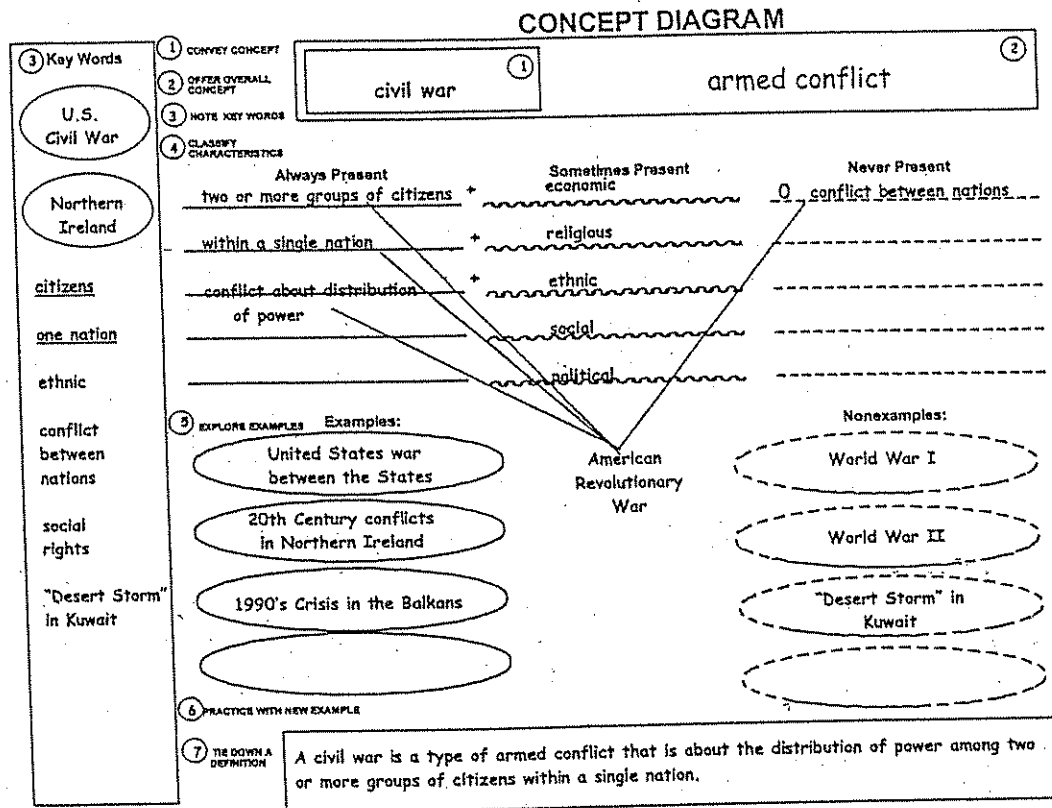 CONCEPT DIAGRAM
3 Key Words
U.S.
Civil War
Northern
Ireland
citizens
one nation
ethnic
conflict
between
nations
social
rights
"Desert Storm"
in Kuwait
1 CONVEY CONCEPT
2 OFFER OVERALL
CONCEPT
3 NOTE KEY WORDS
4 CLASSIFY
CHARACTERISTICS
1
civil war
2
armed conflict
Always Present
two or more groups of citizens +
within a single nation +
conflict about distribution +
of power
Sometimes Present
economic
religious
ethnic
social
political
Never Present
0 conflict between nations
5 EXPLORE EXAMPLES Examples:
United States war
between the States
20th Century conflicts
in Northern Ireland
1990's Crisis in the Balkans
American
Revolutionary
War
Nonexamples:
World War I
World War II
"Desert Storm" in
Kuwait
6 PRACTICE WITH NEW EXAMPLE
7 TIE DOWN A
DEFINITION
A civil war is a type of armed conflict that is about the distribution of power among two
or more groups of citizens within a single nation.